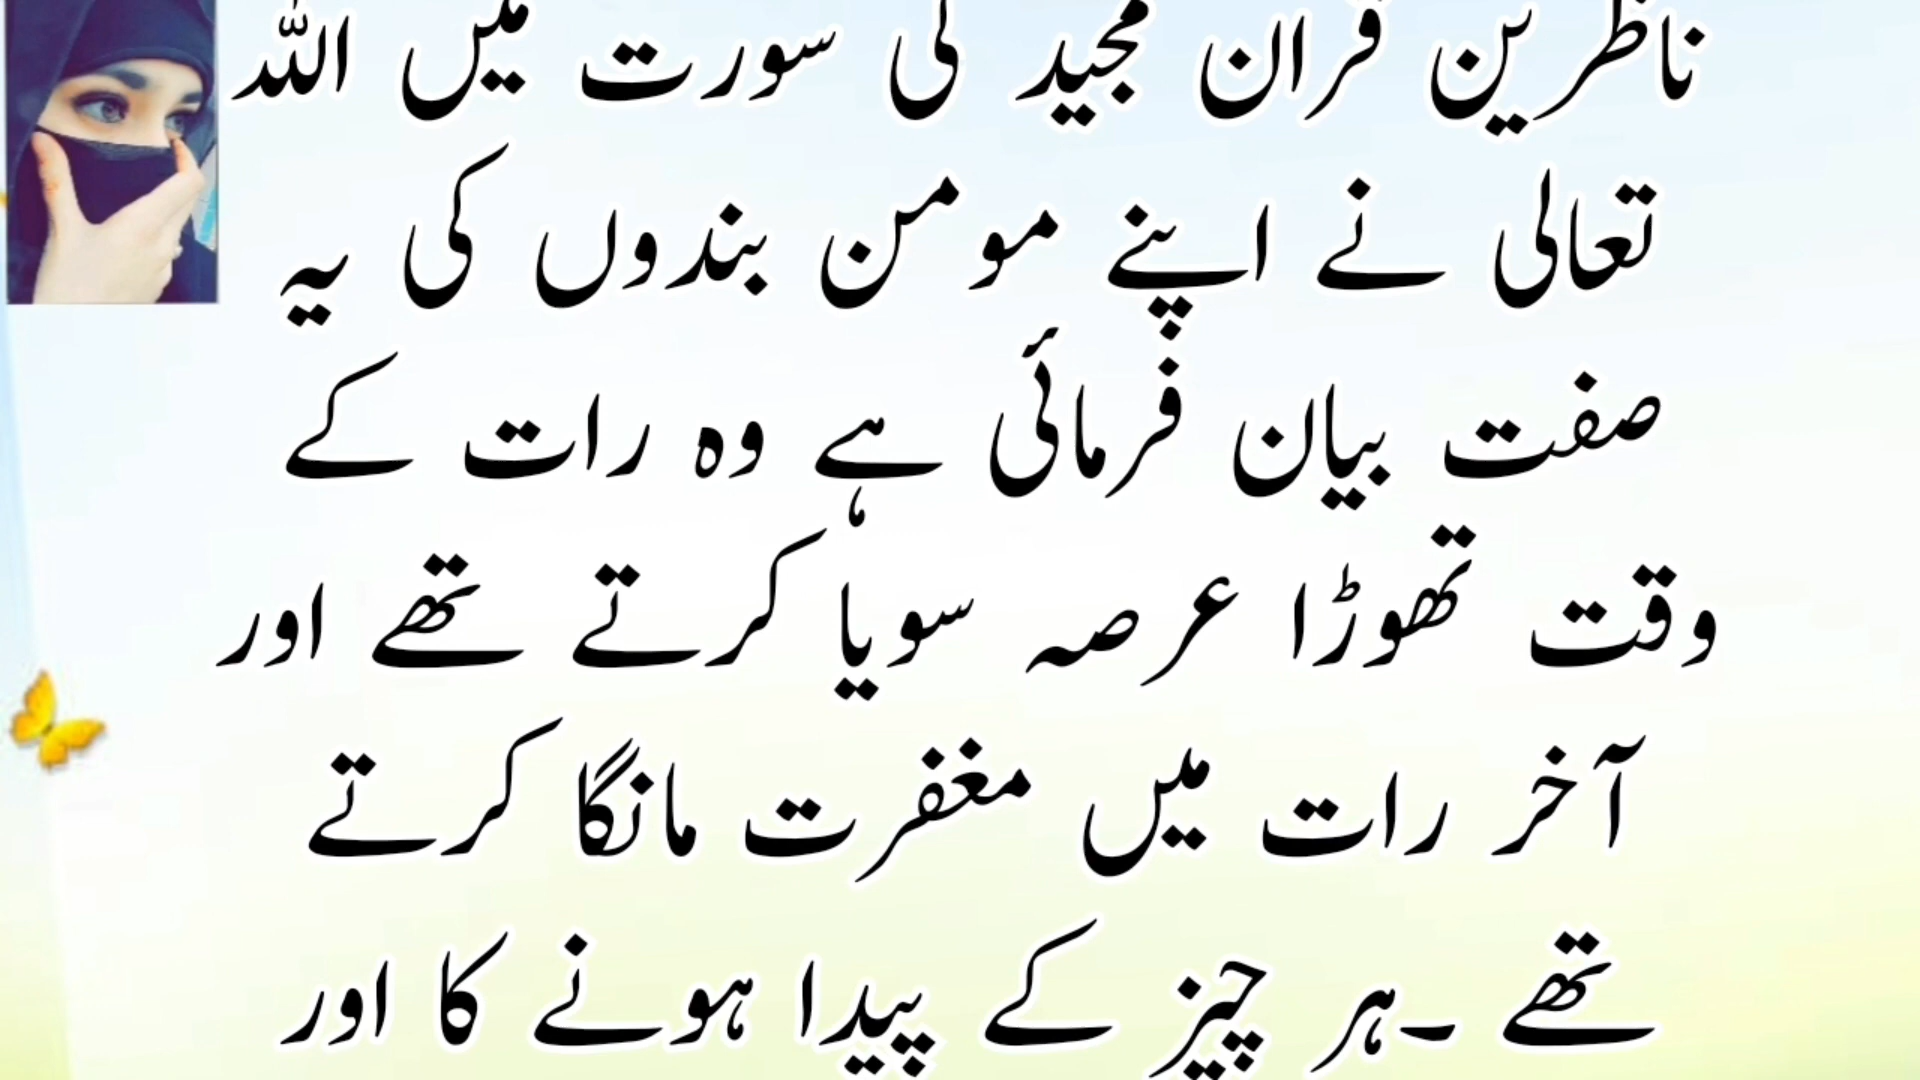 ناظرین قران مجید کی سورت میں اللہ
تعالی نے اپنے مومن بندوں کی یہ
صفت بیان فرمائی ہے وہ رات کے
وقت تھوڑا عرصہ سویا کرتے تھے اور
آخر رات میں مغفرت مانگا کرتے
تھے ۔ہر چیز کے پیدا ہونے کا اور